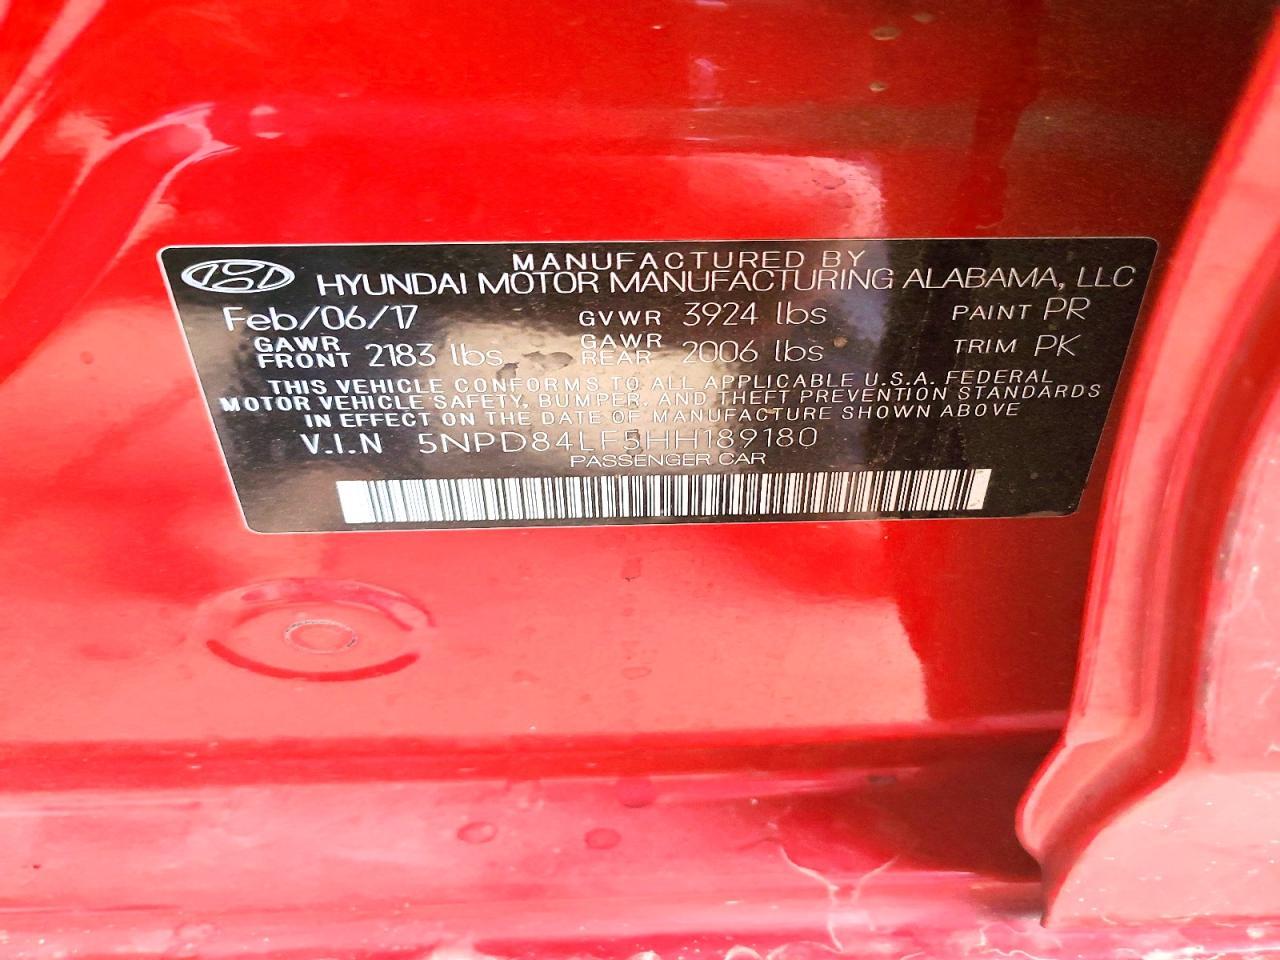 MANUFACTURED BY
HYUNDAI MOTOR MANUFACTURING ALABAMA, LLC
Feb/06/17 GVWR 3924 lbs PAINT PR
GAWR FRONT 2183 lbs GAWR REAR 2006 lbs TRIM PK
THIS VEHICLE CONFORMS TO ALL APPLICABLE U.S.A. FEDERAL
MOTOR VEHICLE SAFETY, BUMPER, AND THEFT PREVENTION STANDARDS
IN EFFECT ON THE DATE OF MANUFACTURE SHOWN ABOVE
V.I.N 5NPD84LF5HH189180
PASSENGER CAR